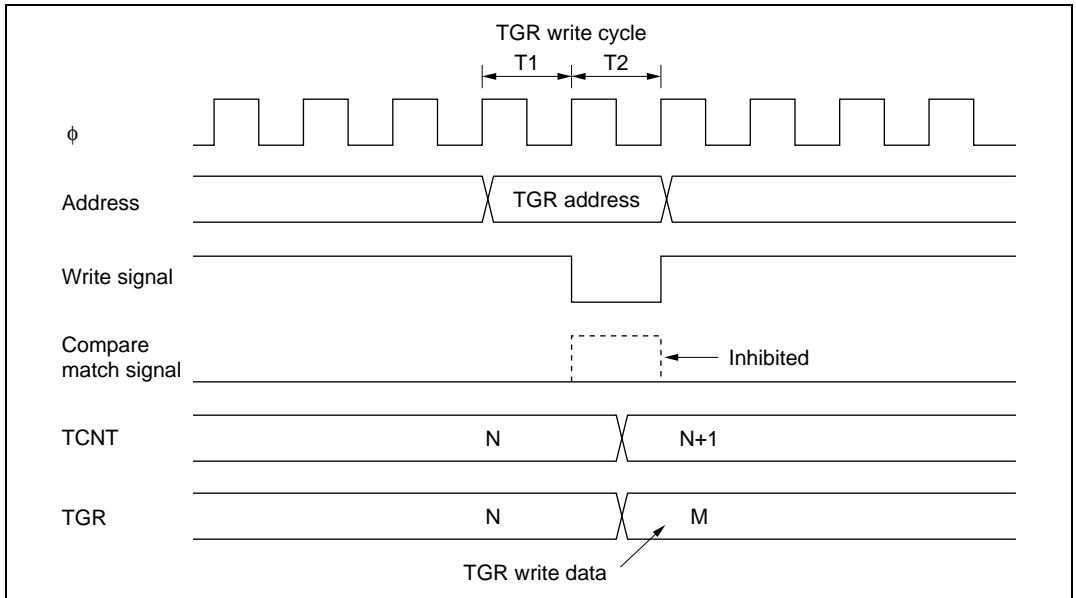 TGR write cycle
T1 T2
ϕ
Address TGR address
Write signal
Compare
match signal Inhibited
TCNT N N+1
TGR N M
TGR write data